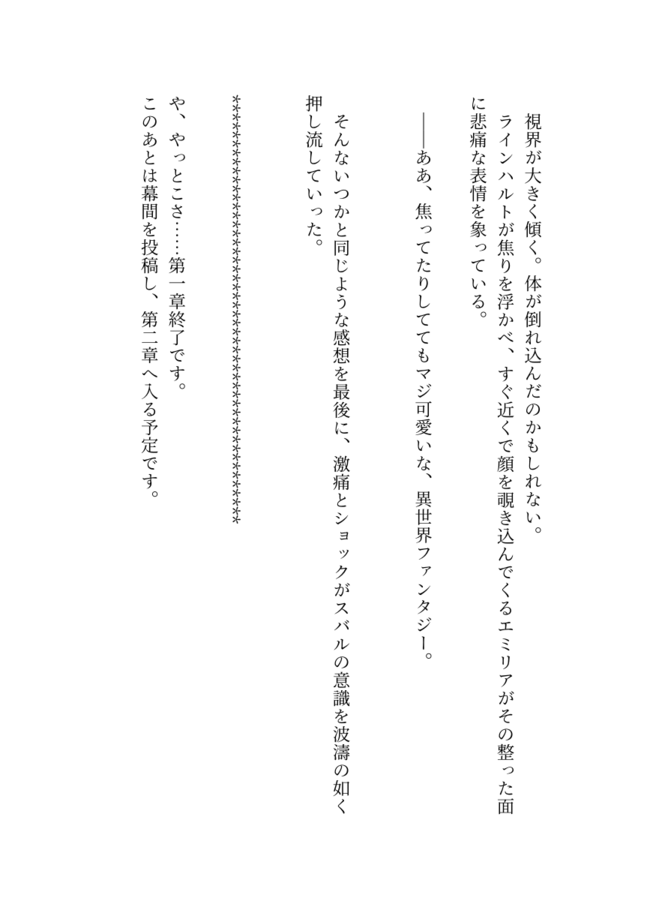 視界が大きく傾く。体が倒れ込んだのかもしれない。
　ラインハルトが焦りを浮かべ、すぐ近くで顔を覗き込んでくるエミリアがその整った面
に悲痛な表情を象っている。
　――ああ、焦ってたりしててもマジ可愛いな、異世界ファンタジー。
　そんないつかと同じような感想を最後に、激痛とショックがスバルの意識を波濤の如く
押し流していった。
****************************************
や、やっとこさ……第一章終了です。
このあとは幕間を投稿し、第二章へ入る予定です。